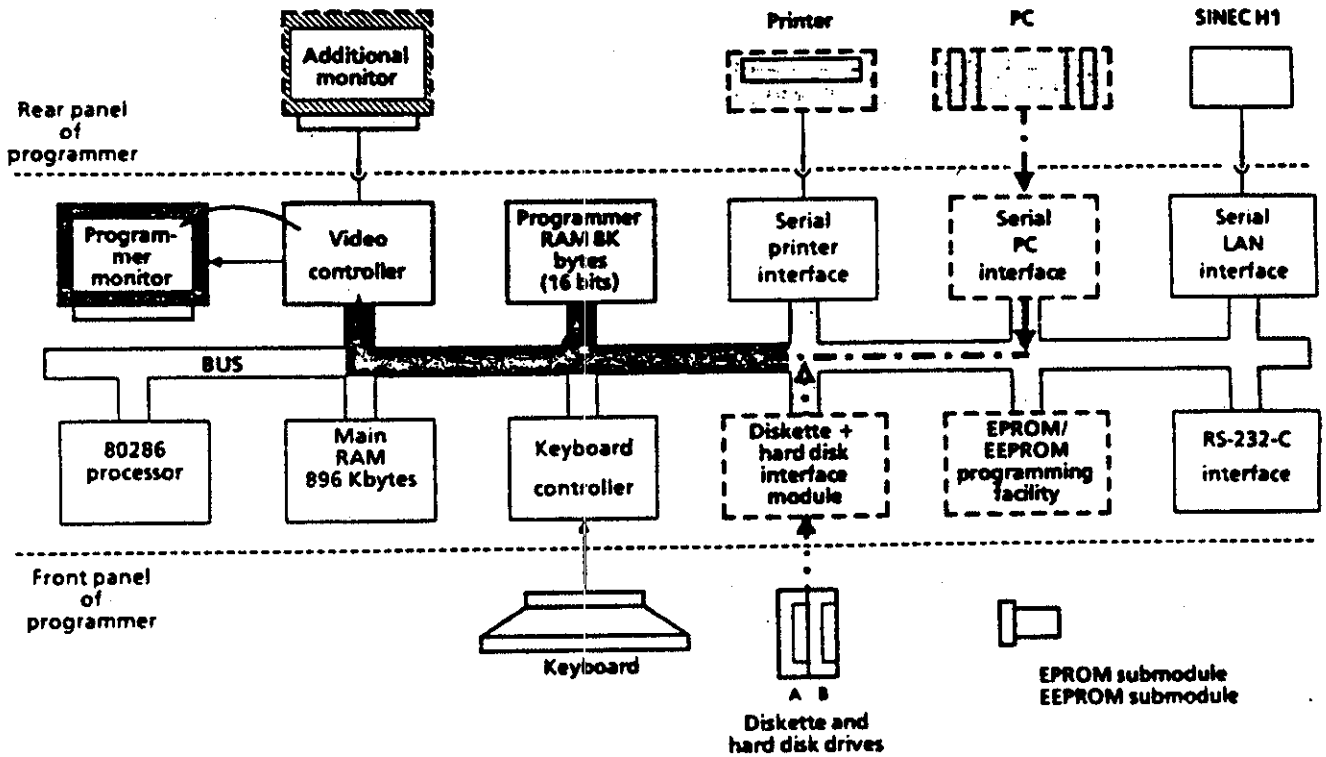 Printer
PC
SINEC H1
Additional
monitor
Rear panel
of
programmer
Program-
mer
monitor
Video
controller
Programmer
RAM 8K
bytes
(16 bits)
Serial
printer
interface
Serial
PC
interface
Serial
LAN
interface
BUS
80286
processor
Main
RAM
896 Kbytes
Keyboard
controller
Diskette +
hard disk
interface
module
EPROM/
EEPROM
programming
facility
RS-232-C
interface
Front panel
of
programmer
Keyboard
A B
Diskette and
hard disk drives
EPROM submodule
EEPROM submodule